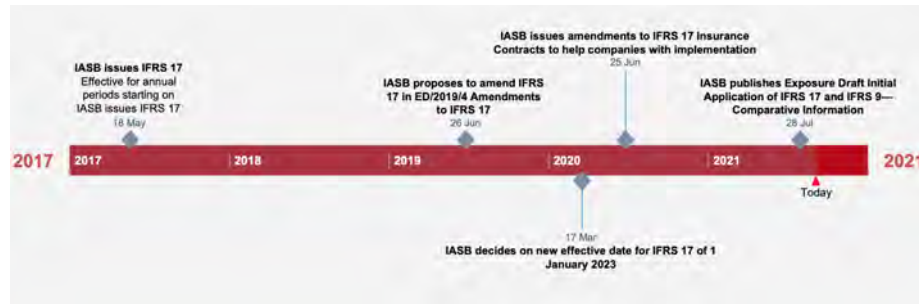 IASB issues IFRS 17
Effective for annual
periods starting on
IASB issues IFRS 17
18 May
IASB proposes to amend IFRS
17 in ED/2019/4 Amendments
to IFRS 17
26 Jun
IASB issues amendments to IFRS 17 Insurance
Contracts to help companies with implementation
25 Jun
IASB publishes Exposure Draft Initial
Application of IFRS 17 and IFRS 9—
Comparative Information
28 Jul
2017
2017
2018
2019
2020
2021
2021
Today
17 Mar
IASB decides on new effective date for IFRS 17 of 1
January 2023